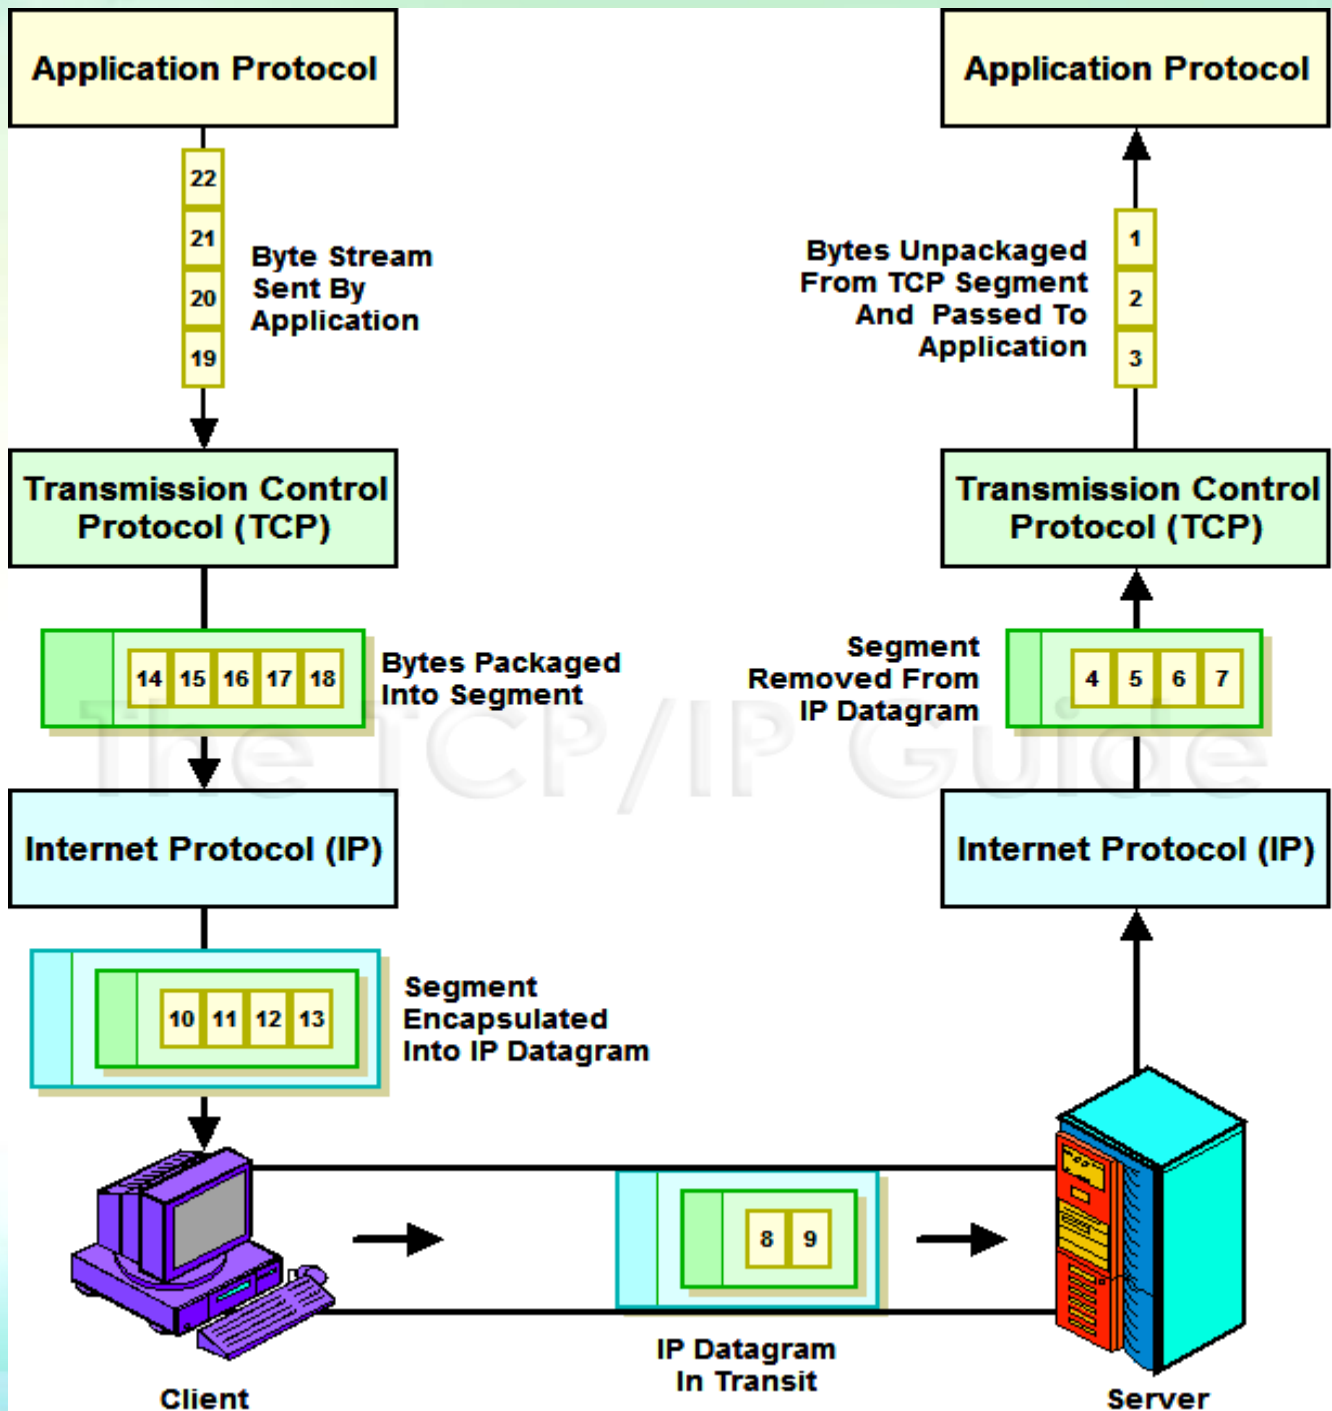 Application Protocol
Application Protocol
22
21
20
19
Byte Stream
Sent By
Application
Bytes Unpackaged
From TCP Segment
And Passed To
Application
1
2
3
Transmission Control
Protocol (TCP)
Transmission Control
Protocol (TCP)
14 15 16 17 18
Bytes Packaged
Into Segment
Segment
Removed From
IP Datagram
4 5 6 7
The TCP/IP Guide
Internet Protocol (IP)
Internet Protocol (IP)
10 11 12 13
Segment
Encapsulated
Into IP Datagram
8 9
IP Datagram
In Transit
Client
Server